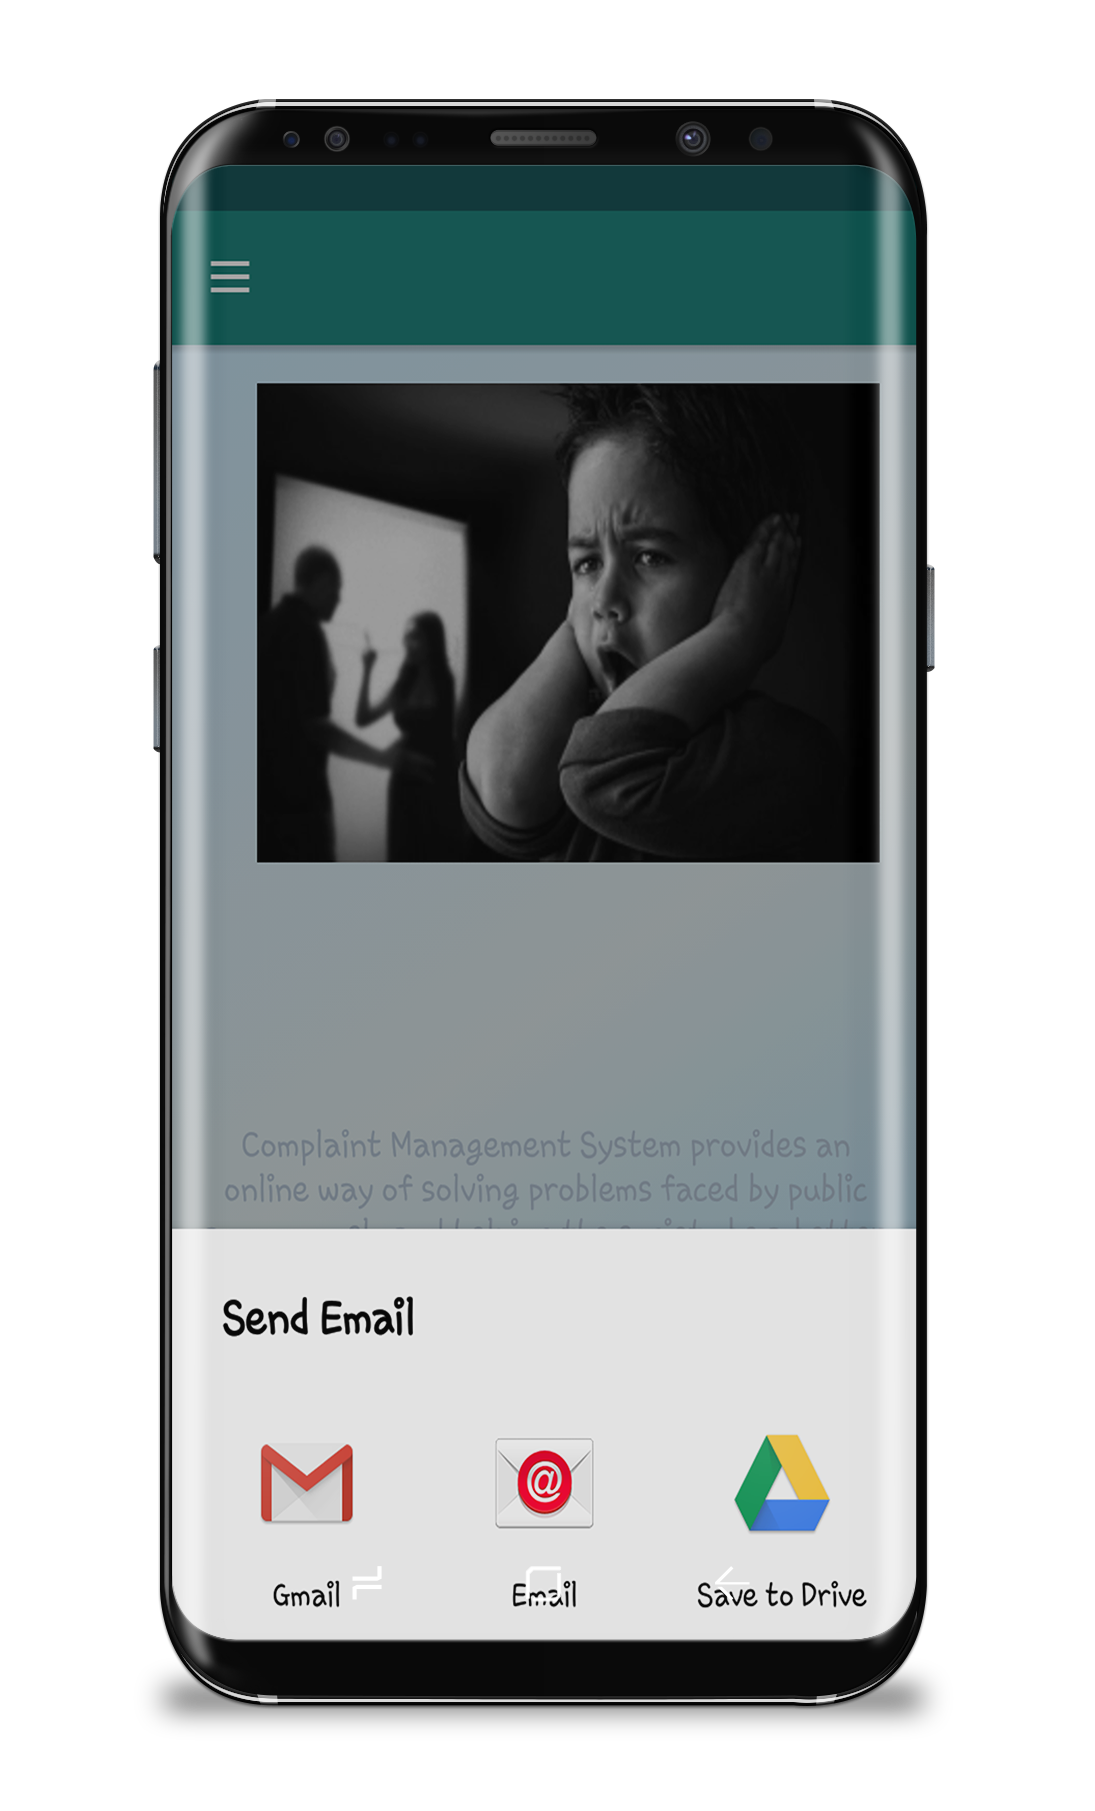 Complaint Management System provides an
online way of solving problems faced by public
Send Email
Gmail
Email
Save to Drive